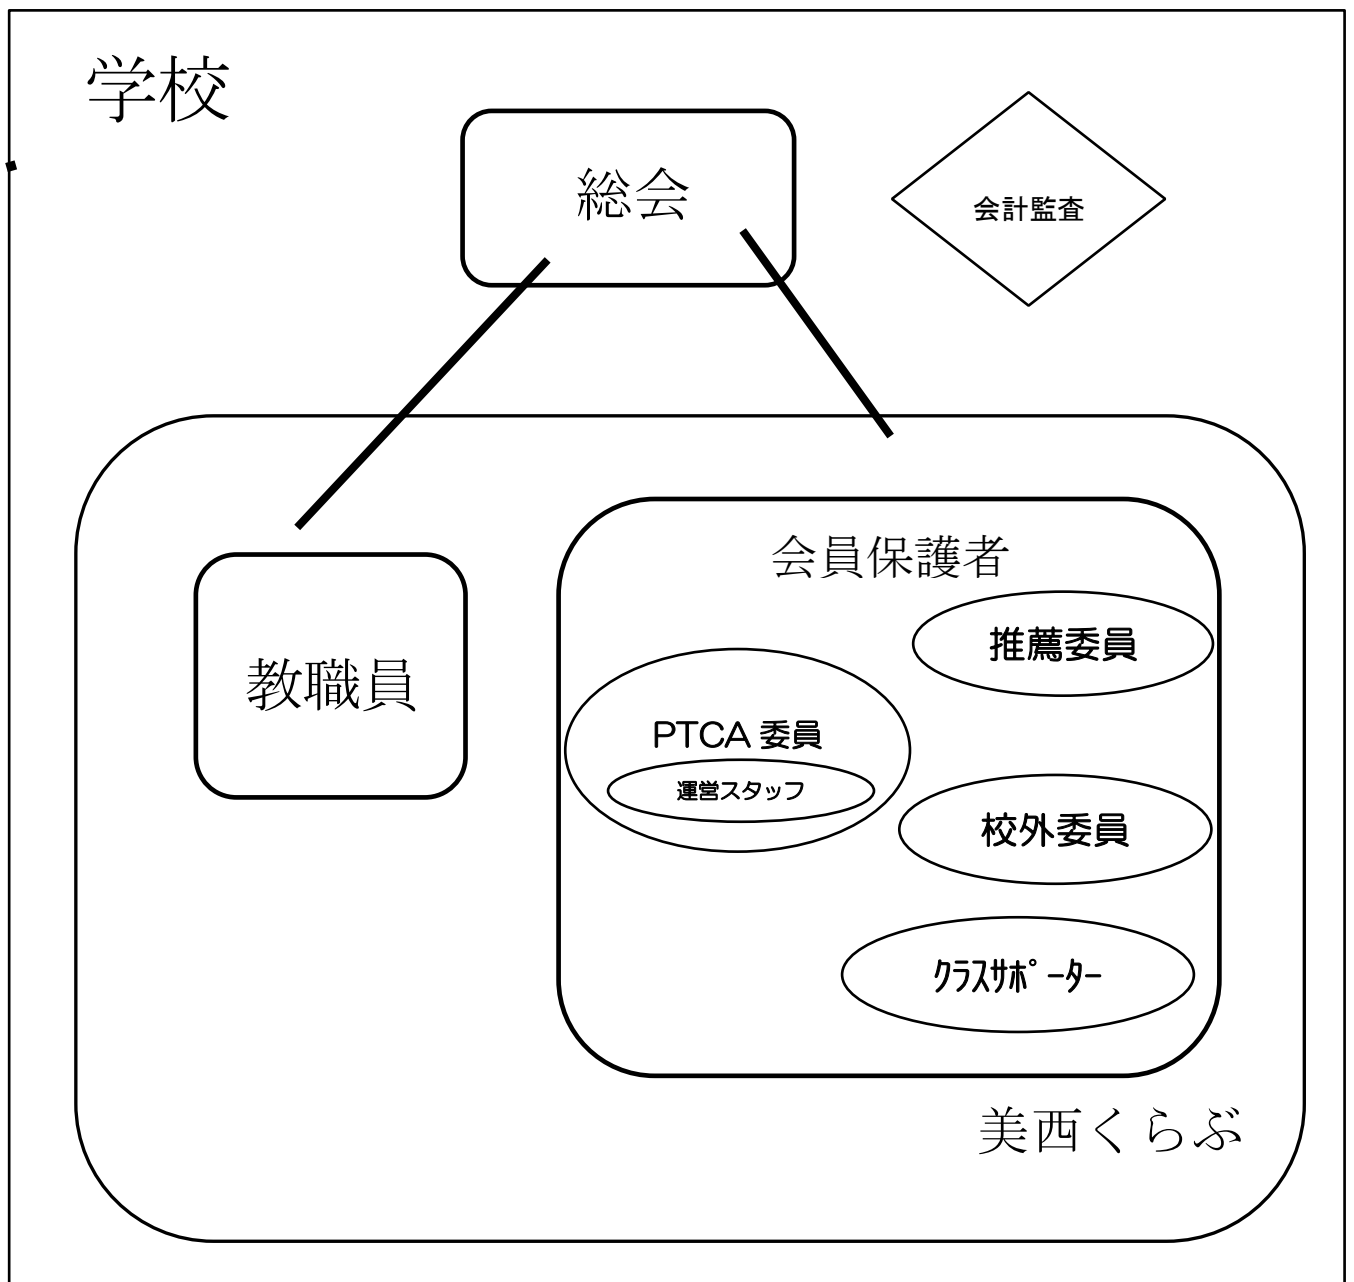 学校
総会
会計監査
会員保護者
推薦委員
教職員
PTCA 委員
運営スタッフ
校外委員
ｸﾗｽｻﾎﾟｰﾀｰ
美西くらぶ